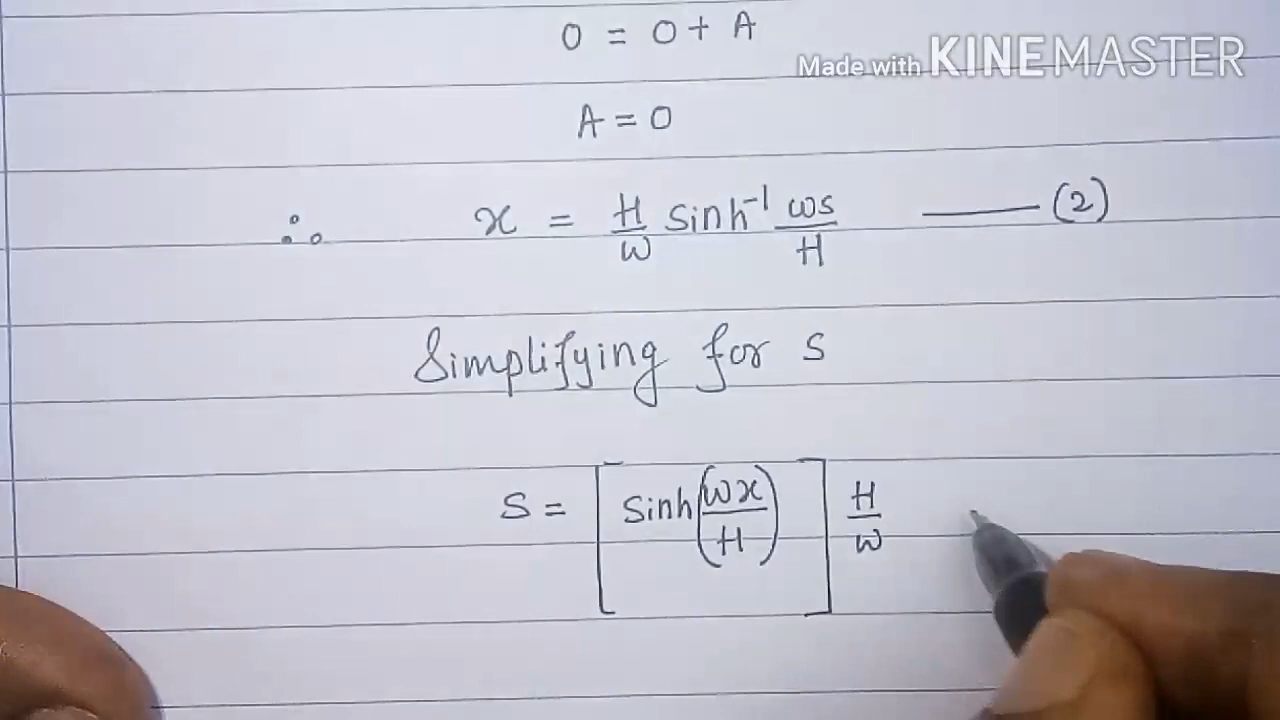 0 = 0 + A
Made with KINEMASTER
A = 0
∴ x = H/w sinh⁻¹ ws/H —— (2)
Simplifying for s
s = [ sinh(wx/H) ] H/w